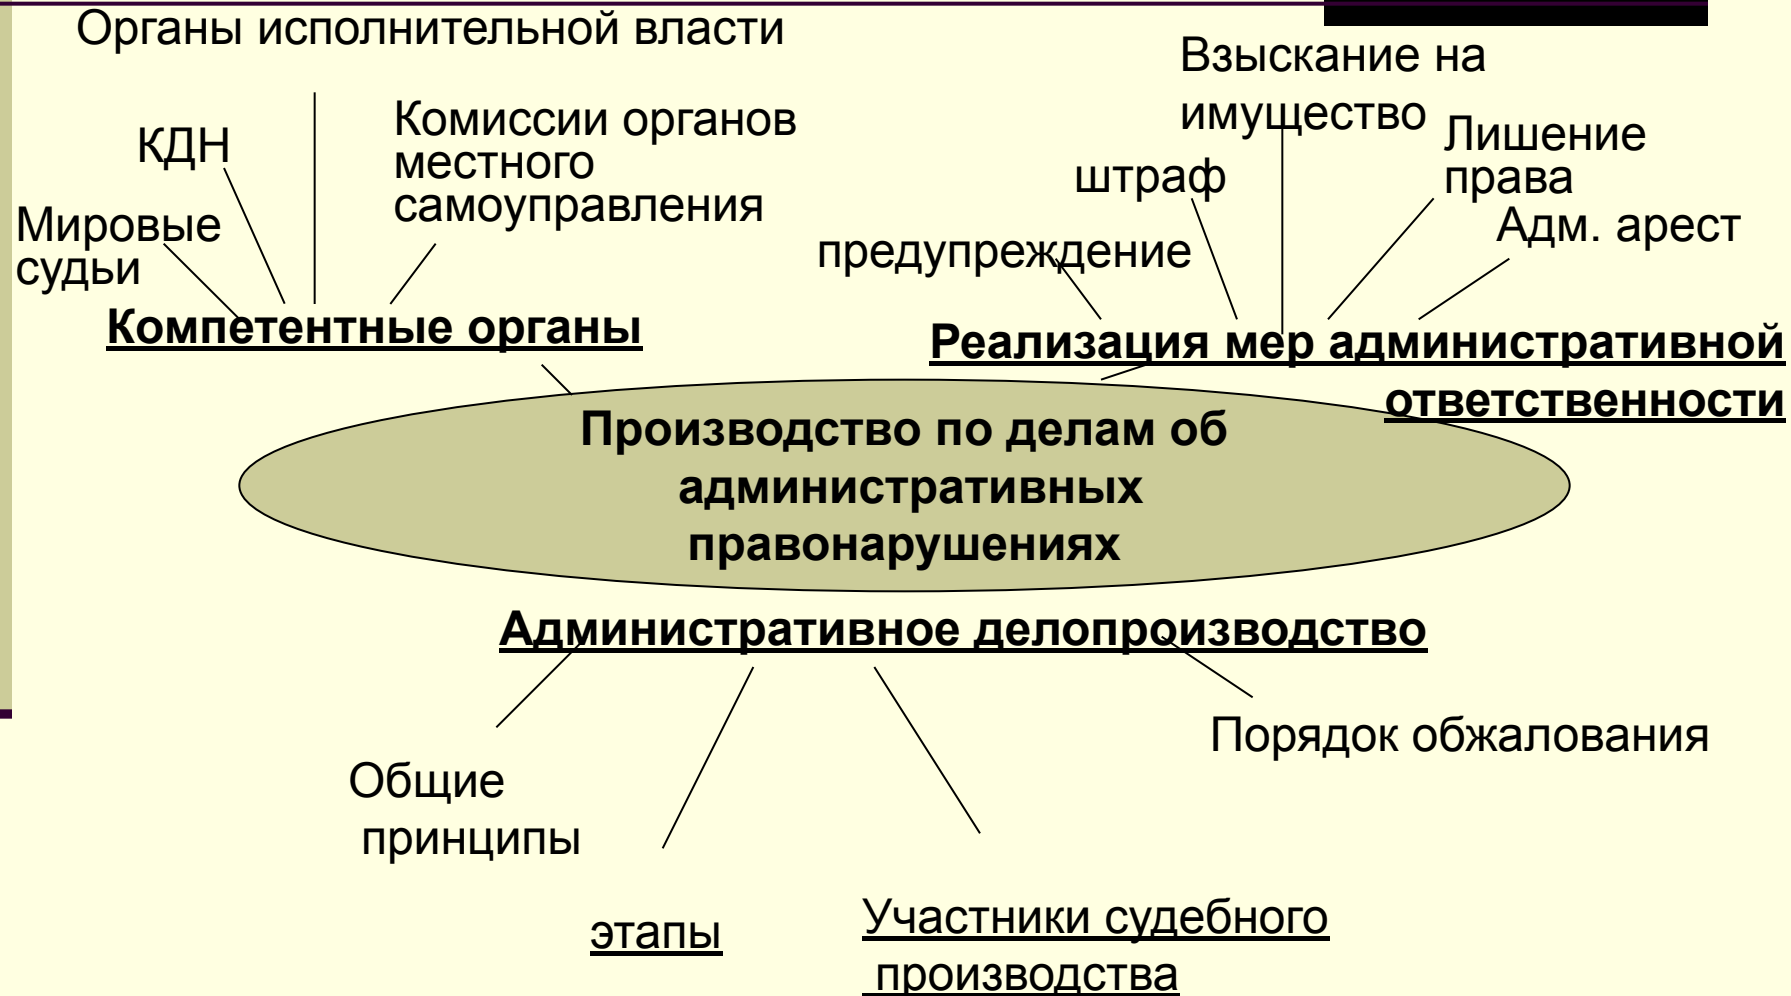 Органы исполнительной власти
КДН
Комиссии органов
местного
самоуправления
Мировые
судьи
Компетентные органы
Взыскание на
имущество
Лишение
права
штраф
Адм. арест
предупреждение
Реализация мер административной
ответственности
Производство по делам об
административных
правонарушениях
Административное делопроизводство
Общие
принципы
этапы
Участники судебного
производства
Порядок обжалования